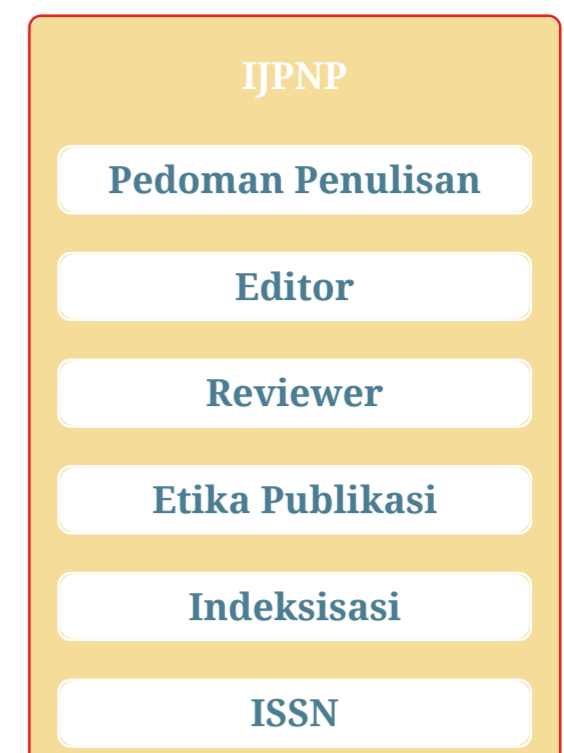 IJPNP
Pedoman Penulisan
Editor
Reviewer
Etika Publikasi
Indeksisasi
ISSN